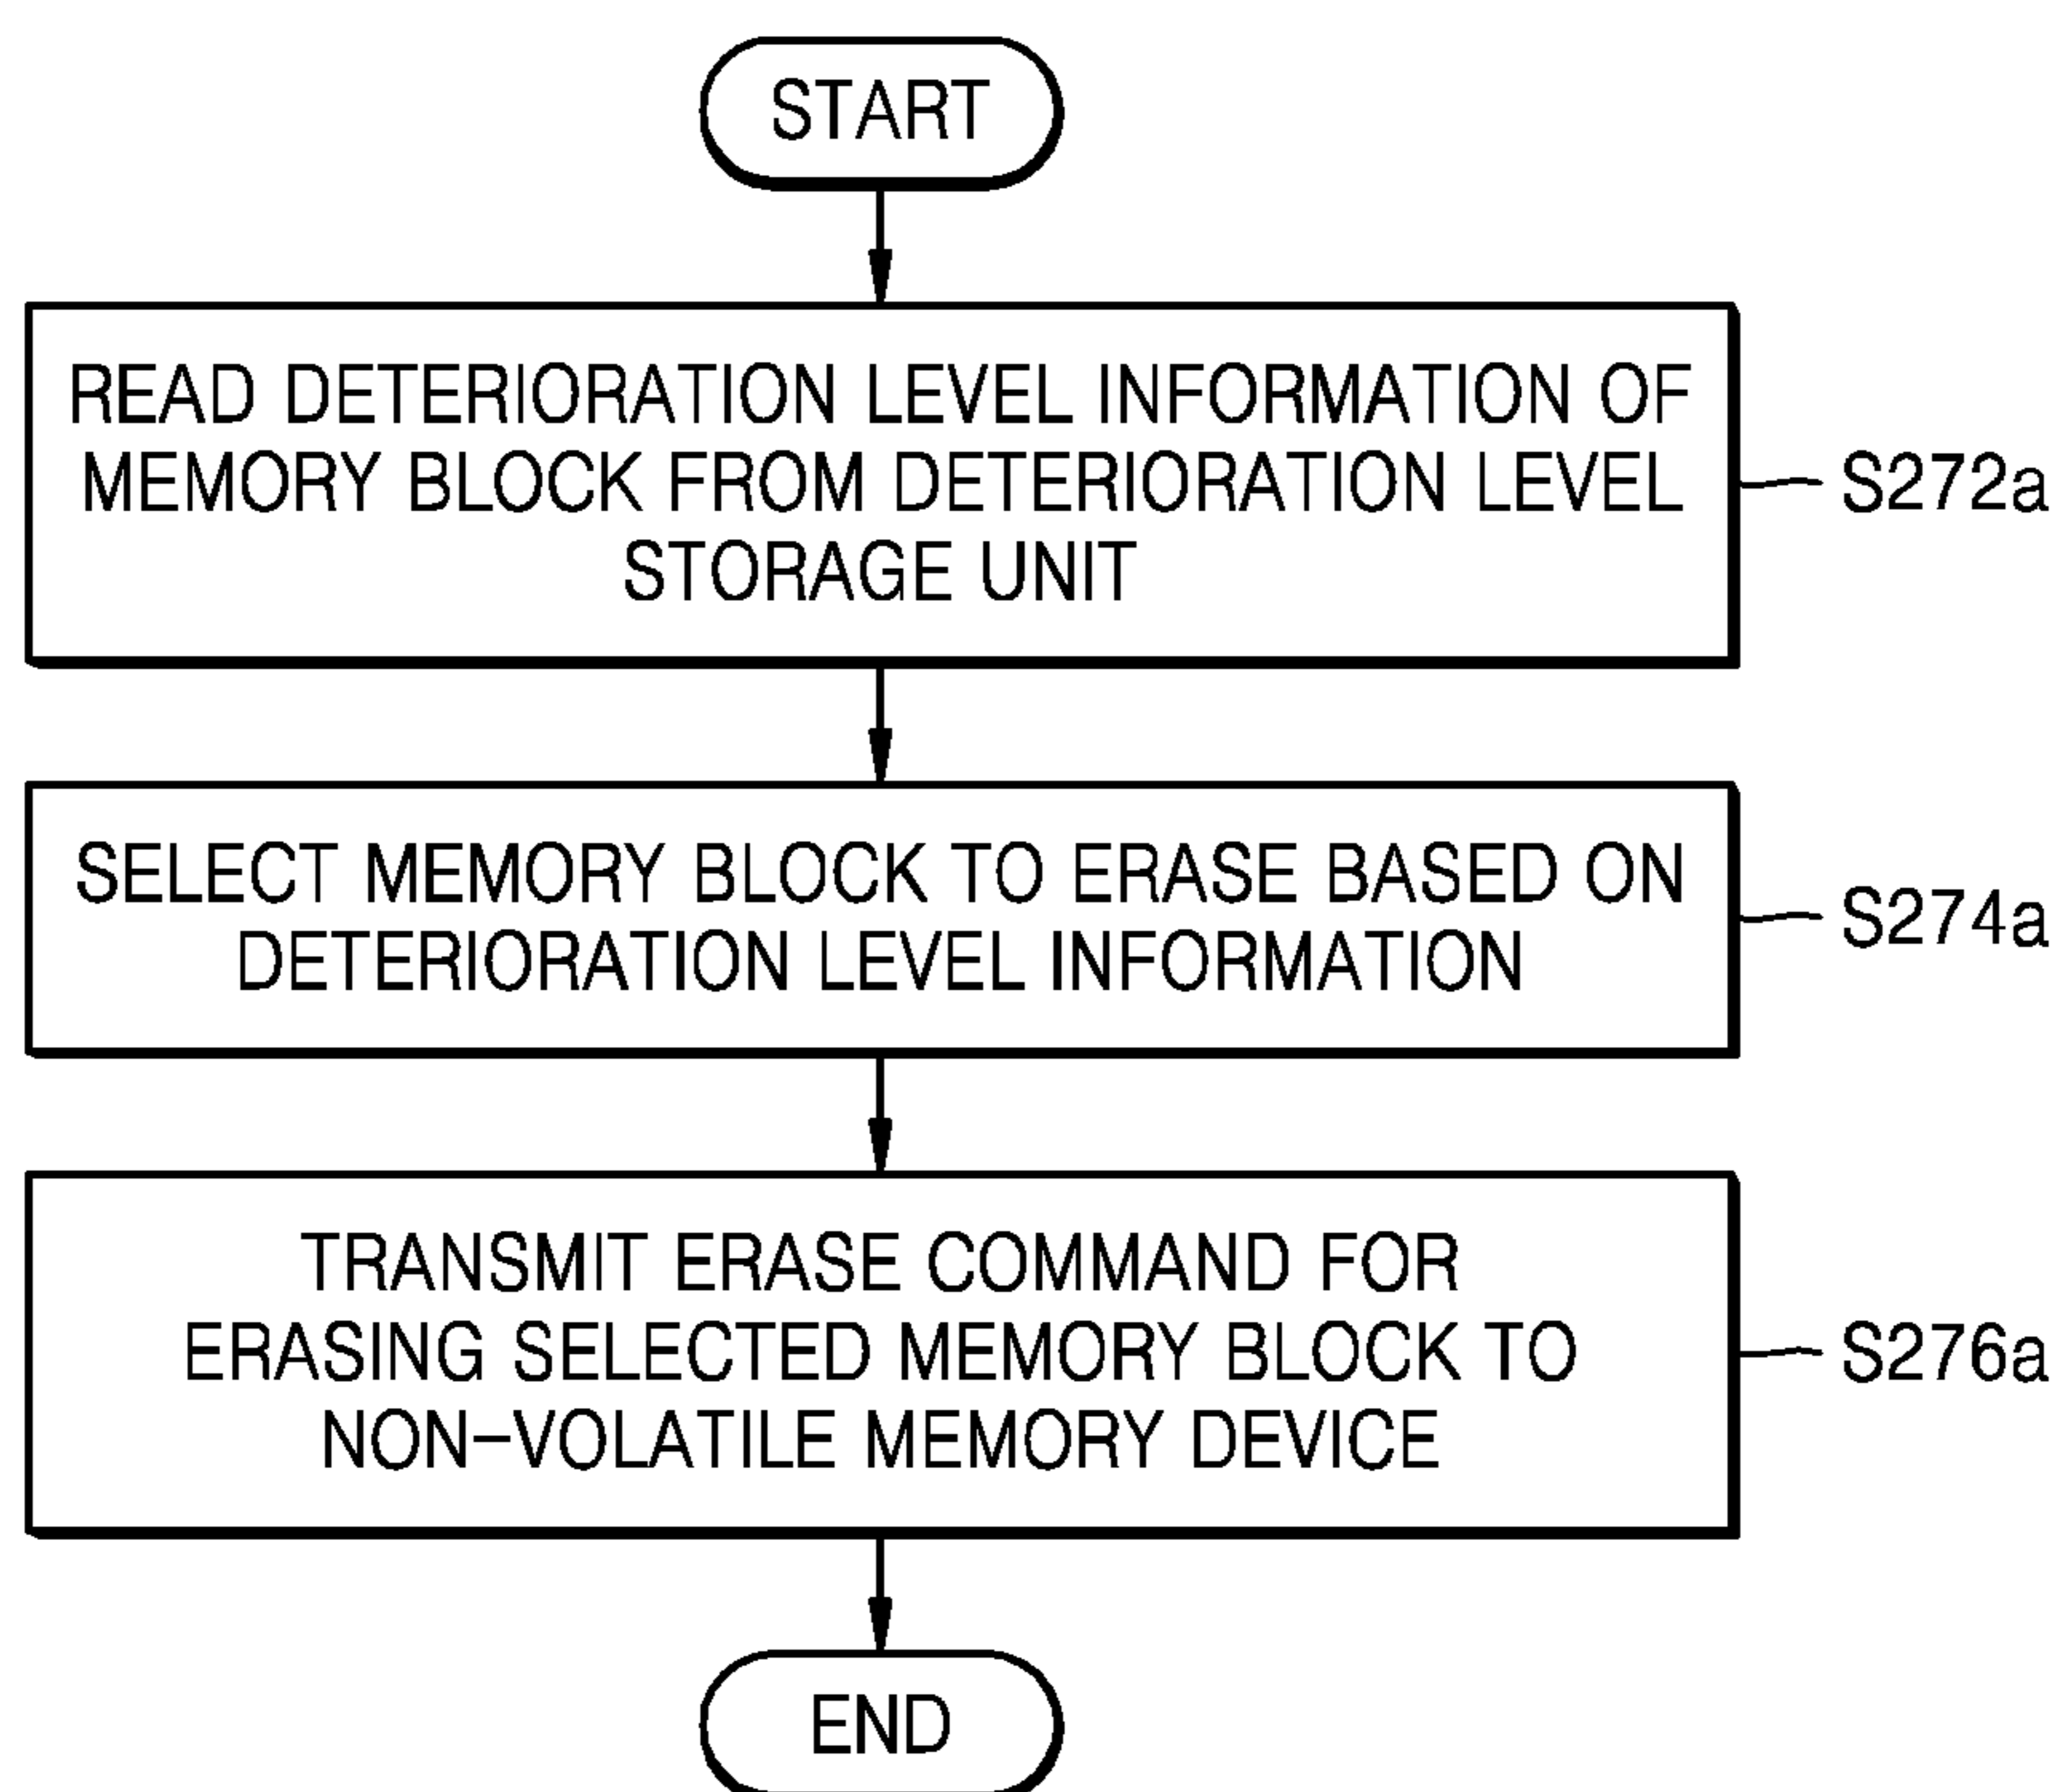 START
READ DETERIORATION LEVEL INFORMATION OF
MEMORY BLOCK FROM DETERIORATION LEVEL
STORAGE UNIT
S272a
SELECT MEMORY BLOCK TO ERASE BASED ON
DETERIORATION LEVEL INFORMATION
S274a
TRANSMIT ERASE COMMAND FOR
ERASING SELECTED MEMORY BLOCK TO
NON-VOLATILE MEMORY DEVICE
S276a
END